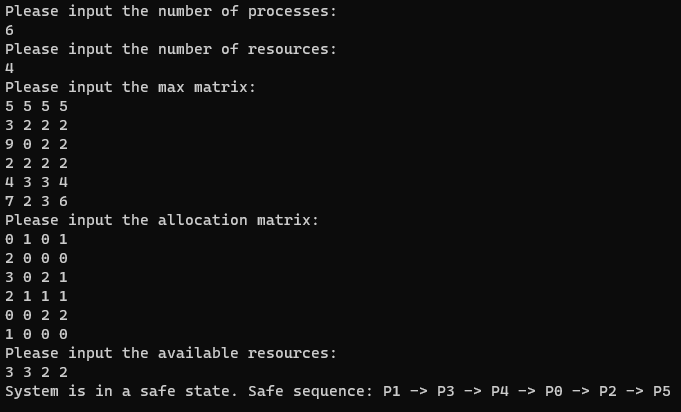 Please input the number of processes:
6
Please input the number of resources:
4
Please input the max matrix:
5 5 5 5
3 2 2 2
9 0 2 2
2 2 2 2
4 3 3 4
7 2 3 6
Please input the allocation matrix:
0 1 0 1
2 0 0 0
3 0 2 1
2 1 1 1
0 0 2 2
1 0 0 0
Please input the available resources:
3 3 2 2
System is in a safe state. Safe sequence: P1 -> P3 -> P4 -> P0 -> P2 -> P5